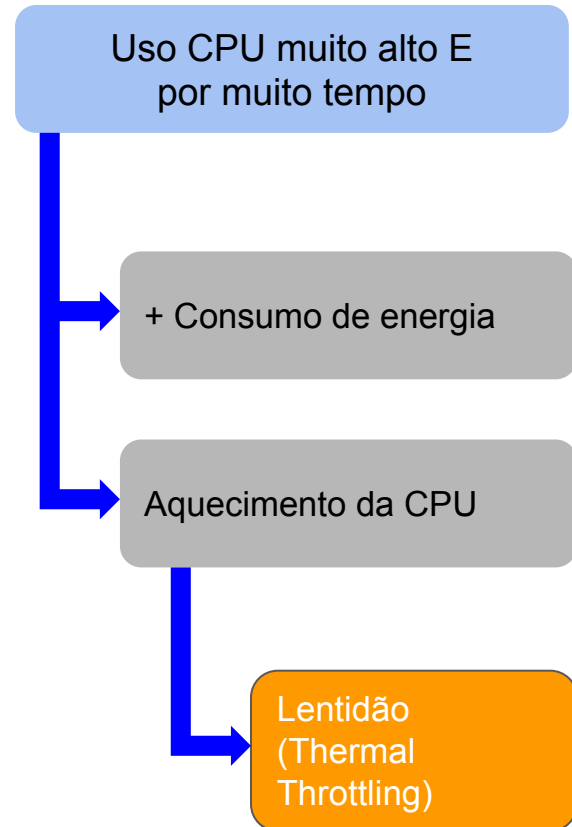 Uso CPU muito alto E
por muito tempo
+ Consumo de energia
Aquecimento da CPU
Lentidão
(Thermal
Throttling)